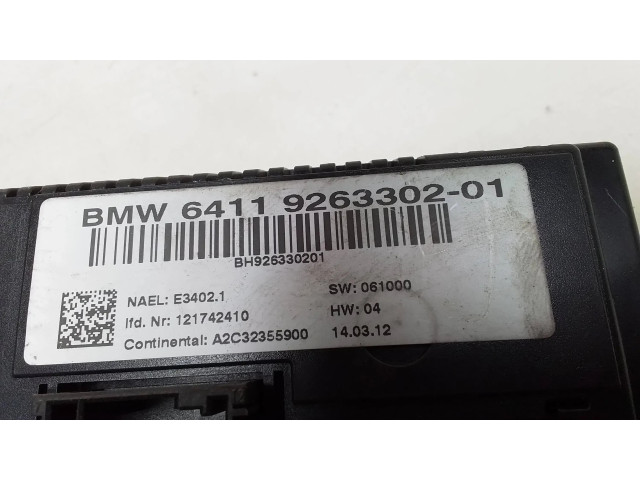 BMW 6411 9263302-01
BH926330201
NAEL: E3402.1 SW: 061000
lfd. Nr: 121742410 HW: 04
Continental: A2C32355900 14.03.12